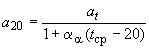 a₂₀ = aₜ / (1 + αα(tср − 20))